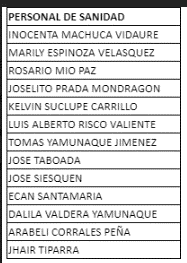 PERSONAL DE SANIDAD
INOCENTA MACHUCA VIDAURE
MARILY ESPINOZA VELASQUEZ
ROSARIO MIO PAZ
JOSELITO PRADA MONDRAGON
KELVIN SUCLUPE CARRILLO
LUIS ALBERTO RISCO VALIENTE
TOMAS YAMUNAQUE JIMENEZ
JOSE TABOADA
JOSE SIESQUEN
ECAN SANTAMARIA
DALILA VALDERA YAMUNAQUE
ARABELI CORRALES PEÑA
JHAIR TIPARRA